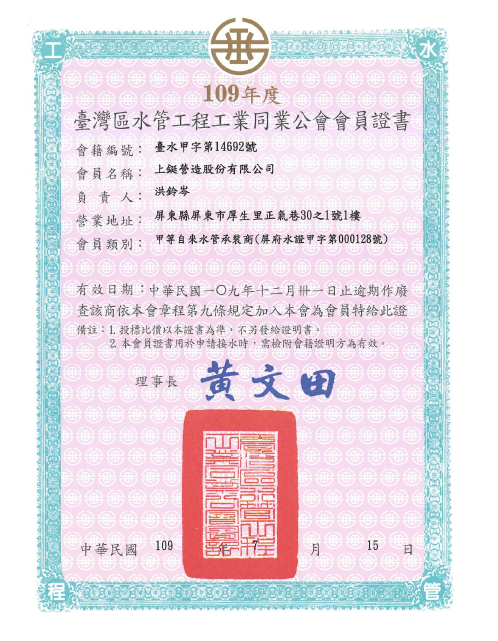 工
水
109年度
臺灣區水管工程工業同業公會會員證書
會籍編號：臺水甲字第14692號
會員名稱：上鋌營造股份有限公司
負責人：洪鈴岑
營業地址：屏東縣屏東市厚生里正氣巷30之1號1樓
會員類別：甲等自來水管承裝商(屏府水證甲字第000128號)
有效日期：中華民國一〇九年十二月卅一日止逾期作廢
查該商依本會章程第九條規定加入本會為會員特給此證
備註：1. 投標比價以本證書為準，不另發給證明書。
2. 本會員證書用於申請接水時，需檢附會籍證明方為有效。
理事長 黃文田
中華民國 109 年 7 月 15 日
程
管